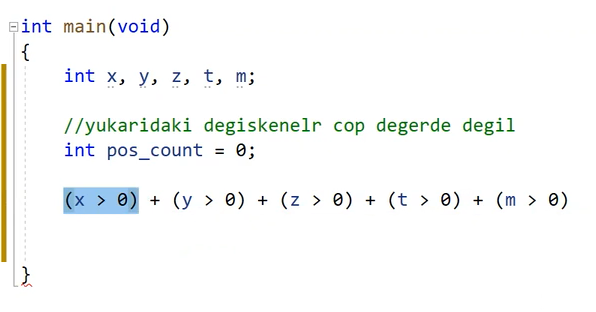 int main(void)
{
int x, y, z, t, m;
//yukaridaki degiskenelr cop degerde degil
int pos_count = 0;
(x > 0) + (y > 0) + (z > 0) + (t > 0) + (m > 0)
}